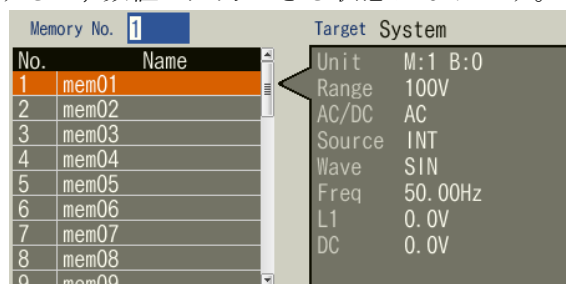 Memory No. 1
No. Name
1 mem01
2 mem02
3 mem03
4 mem04
5 mem05
6 mem06
7 mem07
8 mem08
9 mem09
Target System
Unit M:1 B:0
Range 100V
AC/DC AC
Source INT
Wave SIN
Freq 50.00Hz
L1 0.0V
DC 0.0V